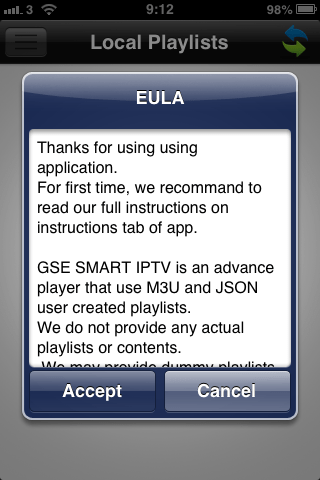 3 9:12 98%
Local Playlists
EULA
Thanks for using using
application.
For first time, we recommand to
read our full instructions on
instructions tab of app.
GSE SMART IPTV is an advance
player that use M3U and JSON
user created playlists.
We do not provide any actual
playlists or contents.
We may provide dummy playlists
Accept Cancel